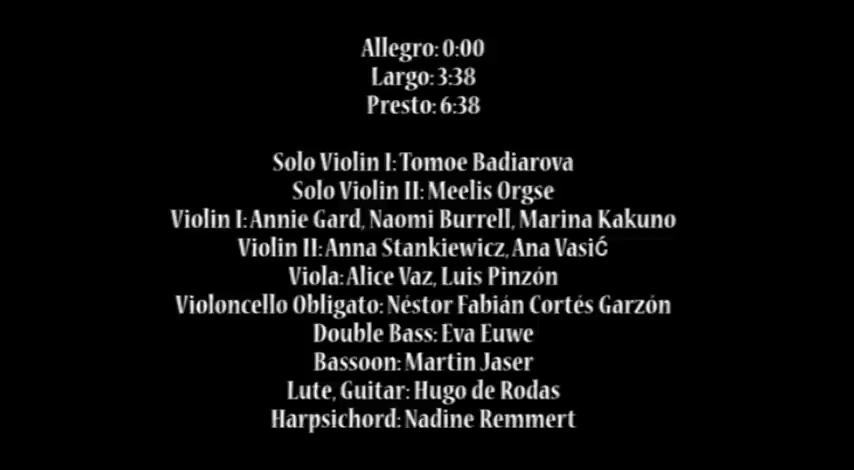 Allegro: 0:00
Largo: 3:38
Presto: 6:38
Solo Violin I: Tomoe Badiarova
Solo Violin II: Meelis Orgse
Violin I: Annie Gard, Naomi Burrell, Marina Kakuno
Violin II: Anna Stankiewicz, Ana Vasić
Viola: Alice Vaz, Luis Pinzón
Violoncello Obligato: Néstor Fabián Cortés Garzón
Double Bass: Eva Euwe
Bassoon: Martin Jaser
Lute, Guitar: Hugo de Rodas
Harpsichord: Nadine Remmert